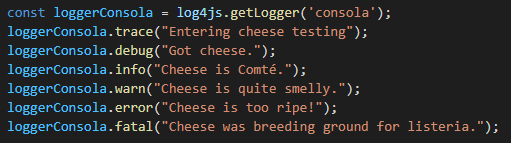 const loggerConsola = log4js.getLogger('consola');
loggerConsola.trace("Entering cheese testing");
loggerConsola.debug("Got cheese.");
loggerConsola.info("Cheese is Comté.");
loggerConsola.warn("Cheese is quite smelly.");
loggerConsola.error("Cheese is too ripe!");
loggerConsola.fatal("Cheese was breeding ground for listeria.");